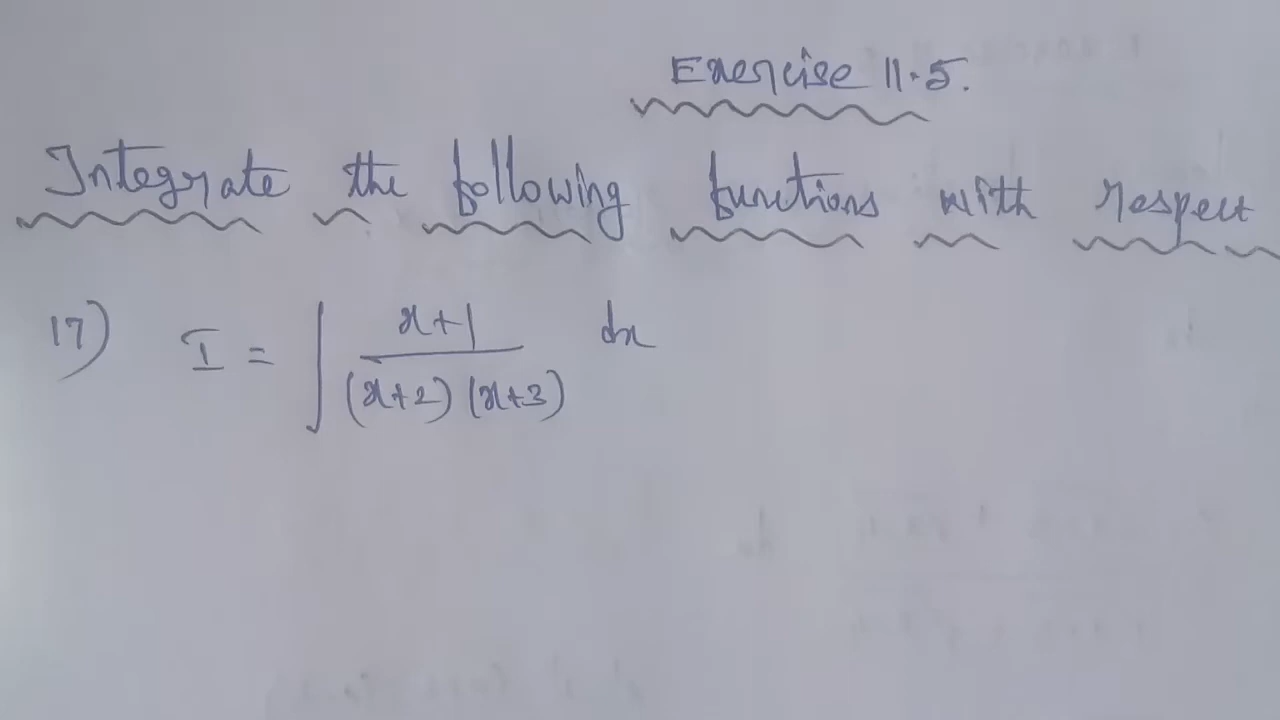 Exercise 11.5.
Integrate the following functions with respect
17) I = ∫ x+1 / (x+2) (x+3) dx